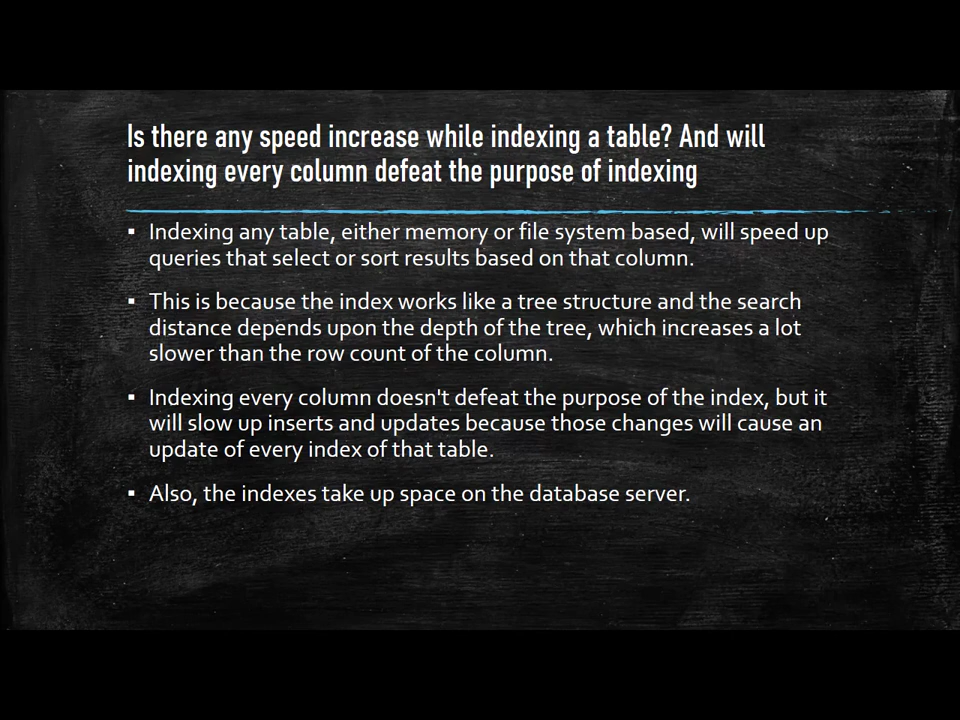 Is there any speed increase while indexing a table? And will
indexing every column defeat the purpose of indexing
▪ Indexing any table, either memory or file system based, will speed up
queries that select or sort results based on that column.
▪ This is because the index works like a tree structure and the search
distance depends upon the depth of the tree, which increases a lot
slower than the row count of the column.
▪ Indexing every column doesn't defeat the purpose of the index, but it
will slow up inserts and updates because those changes will cause an
update of every index of that table.
▪ Also, the indexes take up space on the database server.